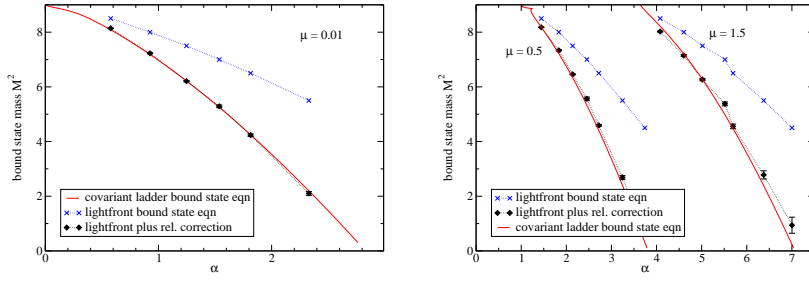 bound state mass M²
8
6
4
2
0
0
1
2
α
μ = 0.01
covariant ladder bound state eqn
lightfront bound state eqn
lightfront plus rel. correction
bound state mass M²
8
6
4
2
0
0
1
2
3
4
5
6
7
α
μ = 0.5
μ = 1.5
lightfront bound state eqn
lightfront plus rel. correction
covariant ladder bound state eqn